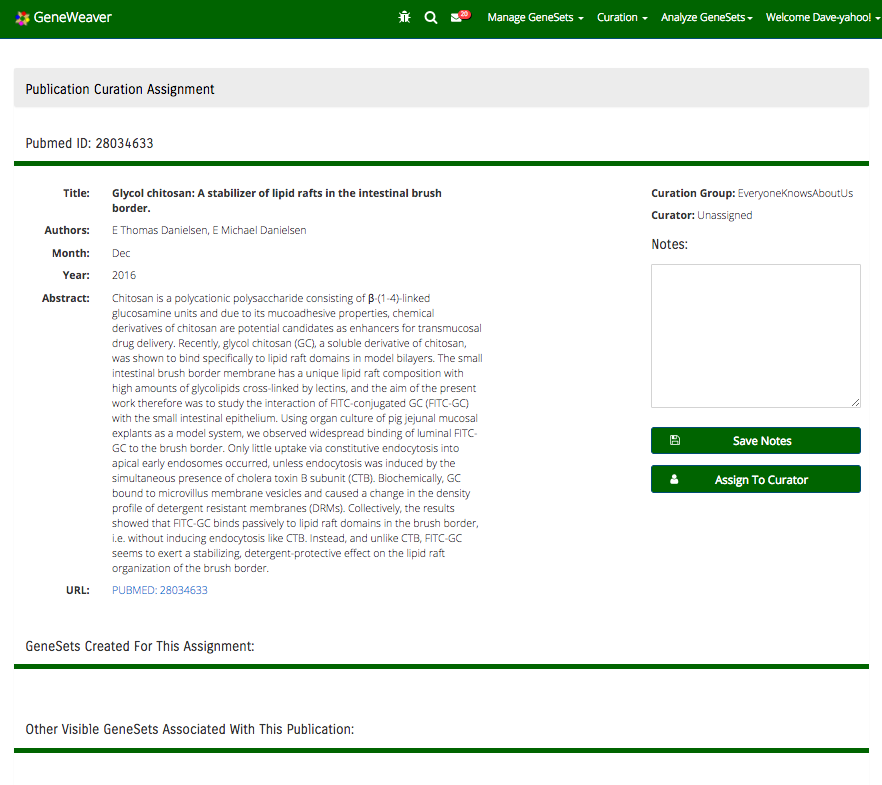 GeneWeaver
20
Manage GeneSets
Curation
Analyze GeneSets
Welcome Dave-yahoo!
Publication Curation Assignment
Pubmed ID: 28034633
Title: Glycol chitosan: A stabilizer of lipid rafts in the intestinal brush
border.
Authors: E Thomas Danielsen, E Michael Danielsen
Month: Dec
Year: 2016
Abstract: Chitosan is a polycationic polysaccharide consisting of β-(1-4)-linked
glucosamine units and due to its mucoadhesive properties, chemical
derivatives of chitosan are potential candidates as enhancers for transmucosal
drug delivery. Recently, glycol chitosan (GC), a soluble derivative of chitosan,
was shown to bind specifically to lipid raft domains in model bilayers. The small
intestinal brush border membrane has a unique lipid raft composition with
high amounts of glycolipids cross-linked by lectins, and the aim of the present
work therefore was to study the interaction of FITC-conjugated GC (FITC-GC)
with the small intestinal epithelium. Using organ culture of pig jejunal mucosal
explants as a model system, we observed widespread binding of luminal FITC-
GC to the brush border. Only little uptake via constitutive endocytosis into
apical early endosomes occurred, unless endocytosis was induced by the
simultaneous presence of cholera toxin B subunit (CTB). Biochemically, GC
bound to microvillus membrane vesicles and caused a change in the density
profile of detergent resistant membranes (DRMs). Collectively, the results
showed that FITC-GC binds passively to lipid raft domains in the brush border,
i.e. without inducing endocytosis like CTB. Instead, and unlike CTB, FITC-GC
seems to exert a stabilizing, detergent-protective effect on the lipid raft
organization of the brush border.
URL: PUBMED: 28034633
Curation Group: EveryoneKnowsAboutUs
Curator: Unassigned
Notes:
Save Notes
Assign To Curator
GeneSets Created For This Assignment:
Other Visible GeneSets Associated With This Publication: